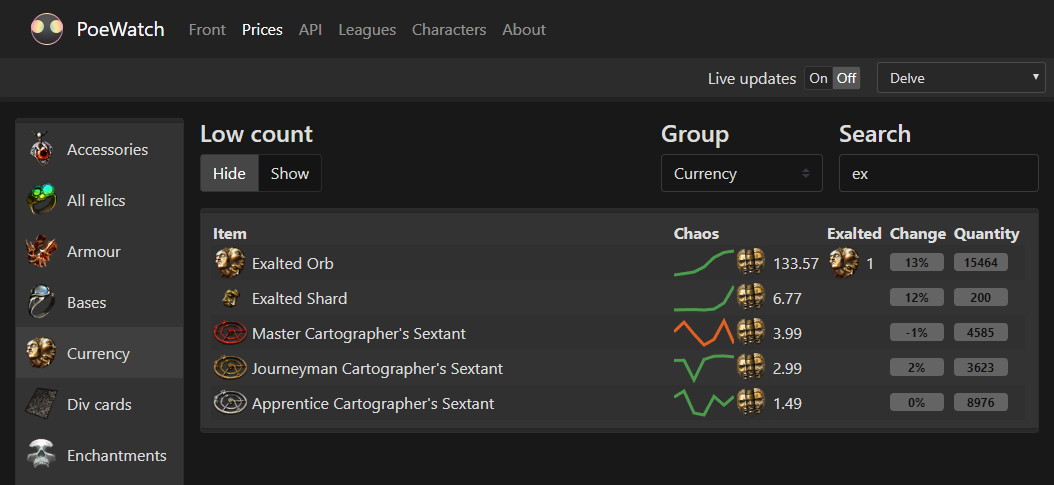 PoeWatch Front Prices API Leagues Characters About
Live updates On Off Delve
Accessories
All relics
Armour
Bases
Currency
Div cards
Enchantments
Low count Group Search
Hide Show Currency ex
Item Chaos Exalted Change Quantity
Exalted Orb 133.57 1 13% 15464
Exalted Shard 6.77 12% 200
Master Cartographer's Sextant 3.99 -1% 4585
Journeyman Cartographer's Sextant 2.99 2% 3623
Apprentice Cartographer's Sextant 1.49 0% 8976